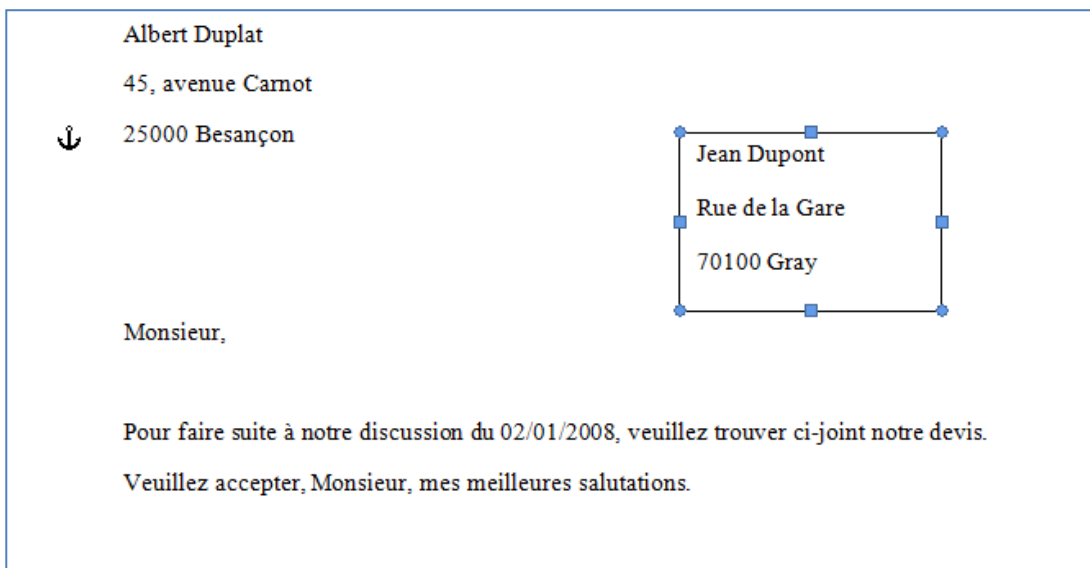 Albert Duplat
45, avenue Carnot
25000 Besançon
Jean Dupont
Rue de la Gare
70100 Gray
Monsieur,
Pour faire suite à notre discussion du 02/01/2008, veuillez trouver ci-joint notre devis.
Veuillez accepter, Monsieur, mes meilleures salutations.